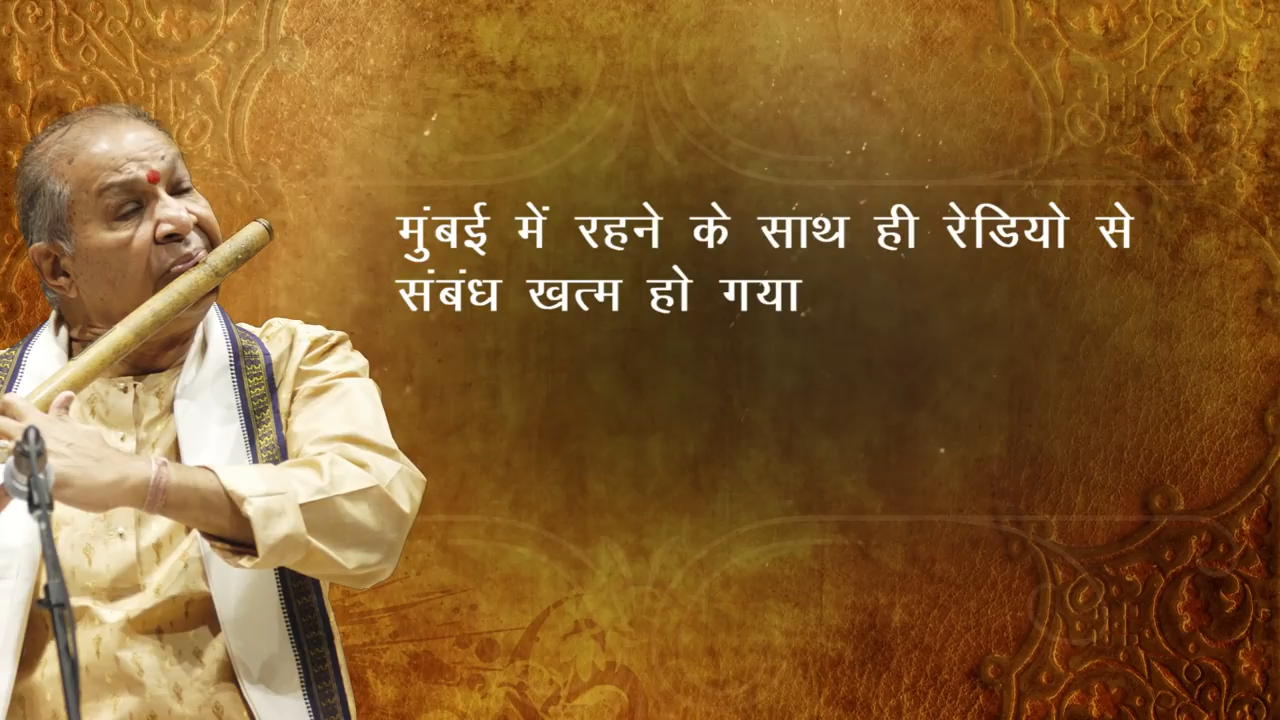 मुंबई में रहने के साथ ही रेडियो से
संबंध खत्म हो गया